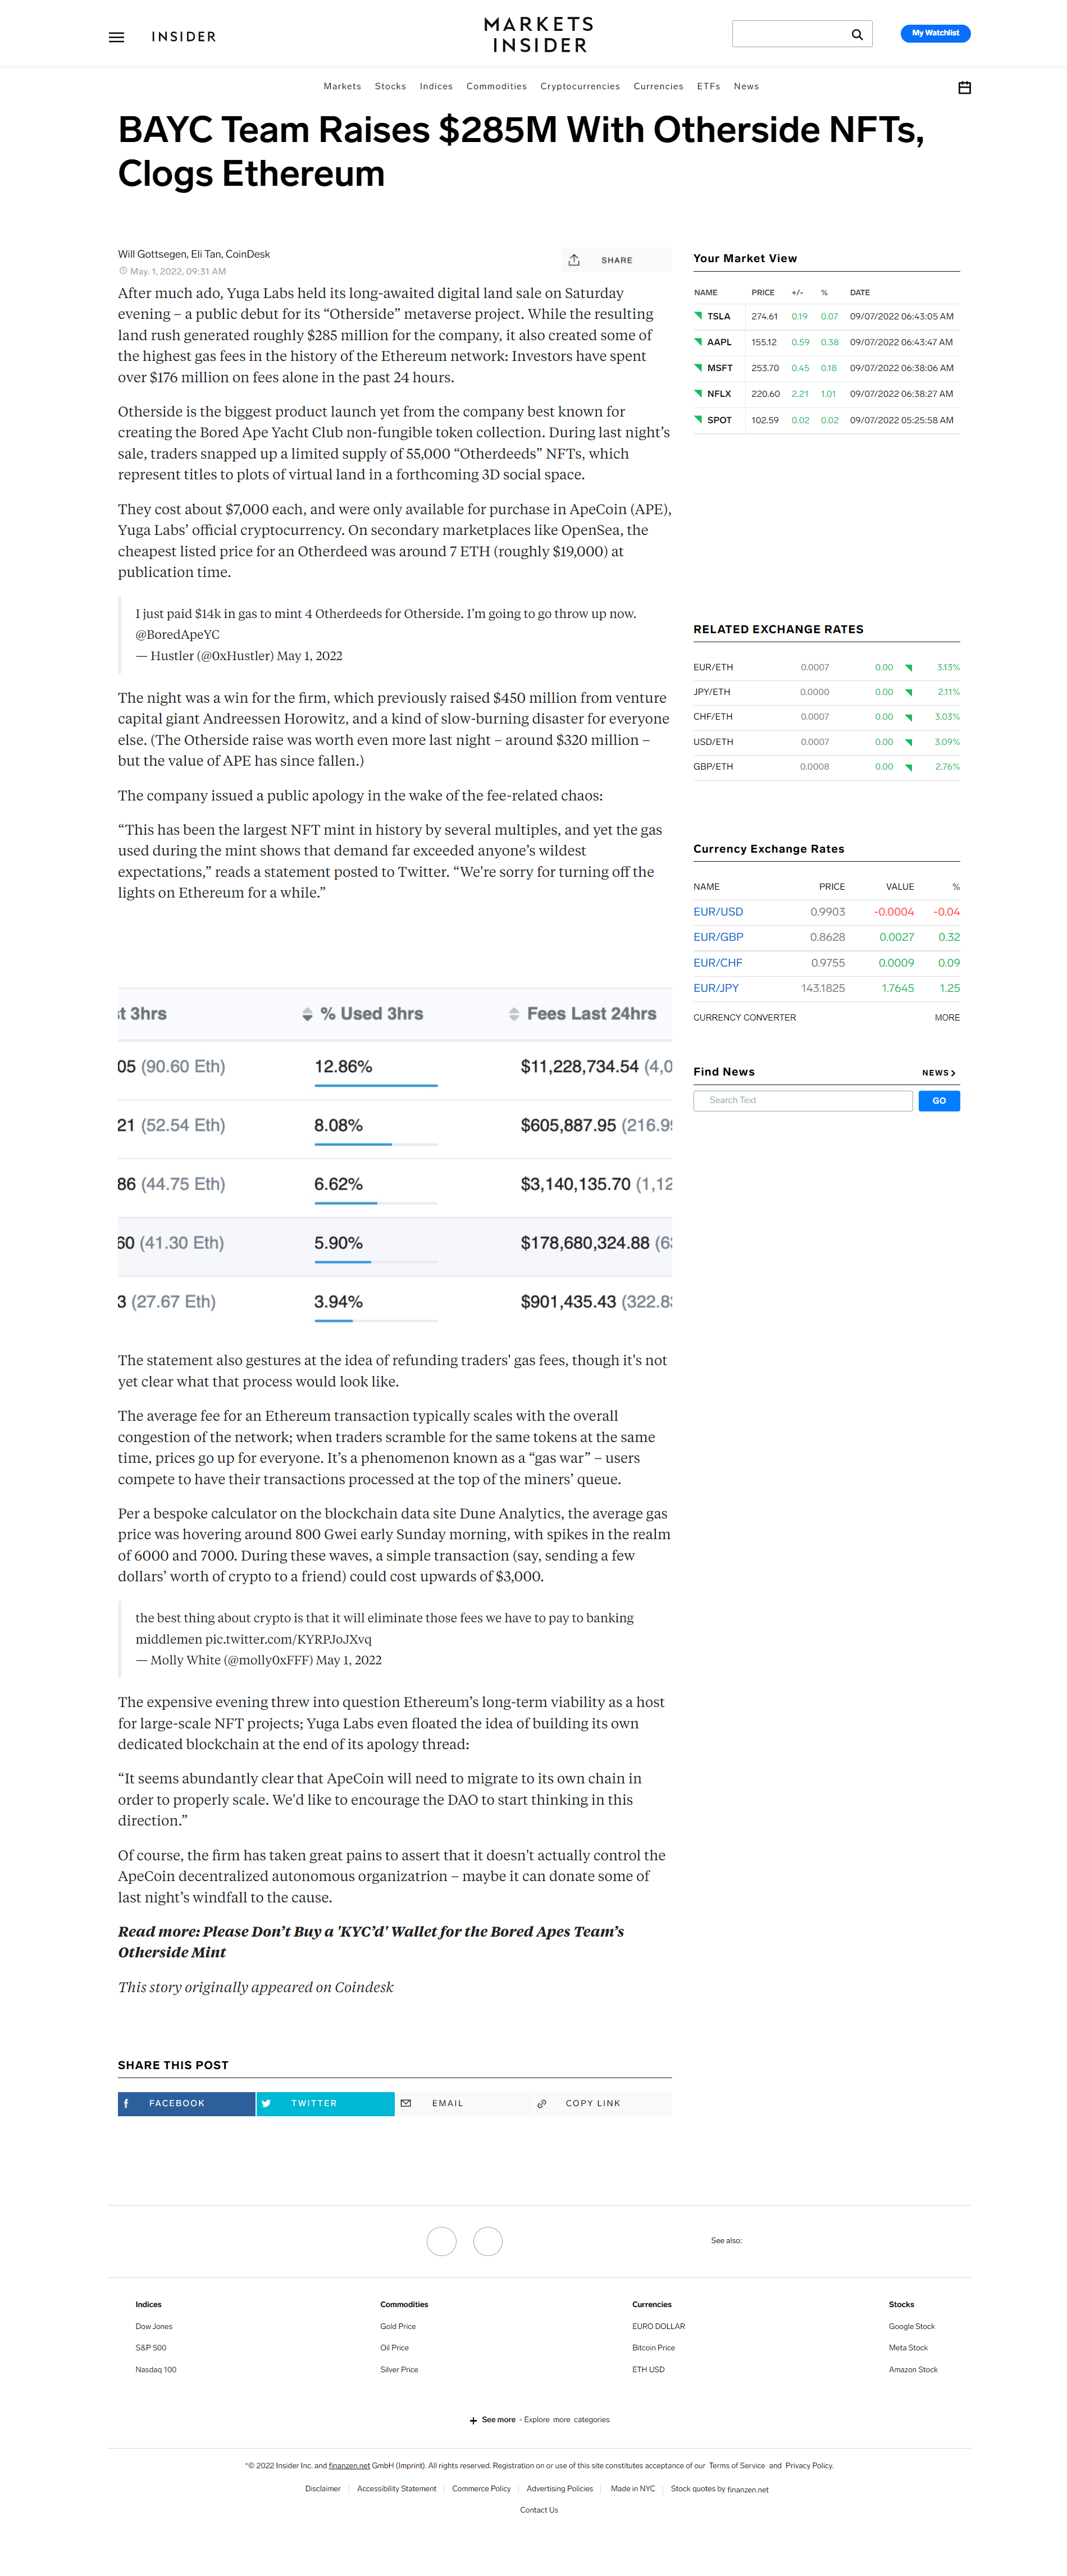 INSIDER
MARKETS
INSIDER
My Watchlist
Markets Stocks Indices Commodities Cryptocurrencies Currencies ETFs News
BAYC Team Raises $285M With Otherside NFTs,
Clogs Ethereum
Will Gottsegen, Eli Tan, CoinDesk
May. 1, 2022, 09:31 AM
SHARE
After much ado, Yuga Labs held its long-awaited digital land sale on Saturday
evening – a public debut for its “Otherside” metaverse project. While the resulting
land rush generated roughly $285 million for the company, it also created some of
the highest gas fees in the history of the Ethereum network: Investors have spent
over $176 million on fees alone in the past 24 hours.
Otherside is the biggest product launch yet from the company best known for
creating the Bored Ape Yacht Club non-fungible token collection. During last night’s
sale, traders snapped up a limited supply of 55,000 “Otherdeeds” NFTs, which
represent titles to plots of virtual land in a forthcoming 3D social space.
They cost about $7,000 each, and were only available for purchase in ApeCoin (APE),
Yuga Labs’ official cryptocurrency. On secondary marketplaces like OpenSea, the
cheapest listed price for an Otherdeed was around 7 ETH (roughly $19,000) at
publication time.
I just paid $14k in gas to mint 4 Otherdeeds for Otherside. I’m going to go throw up now.
@BoredApeYC
— Hustler (@0xHustler) May 1, 2022
The night was a win for the firm, which previously raised $450 million from venture
capital giant Andreessen Horowitz, and a kind of slow-burning disaster for everyone
else. (The Otherside raise was worth even more last night – around $320 million –
but the value of APE has since fallen.)
The company issued a public apology in the wake of the fee-related chaos:
“This has been the largest NFT mint in history by several multiples, and yet the gas
used during the mint shows that demand far exceeded anyone’s wildest
expectations,” reads a statement posted to Twitter. “We're sorry for turning off the
lights on Ethereum for a while.”
t 3hrs % Used 3hrs Fees Last 24hrs
05 (90.60 Eth) 12.86% $11,228,734.54 (4,0
21 (52.54 Eth) 8.08% $605,887.95 (216.9
86 (44.75 Eth) 6.62% $3,140,135.70 (1,12
60 (41.30 Eth) 5.90% $178,680,324.88 (6
3 (27.67 Eth) 3.94% $901,435.43 (322.8
The statement also gestures at the idea of refunding traders' gas fees, though it's not
yet clear what that process would look like.
The average fee for an Ethereum transaction typically scales with the overall
congestion of the network; when traders scramble for the same tokens at the same
time, prices go up for everyone. It’s a phenomenon known as a “gas war” – users
compete to have their transactions processed at the top of the miners’ queue.
Per a bespoke calculator on the blockchain data site Dune Analytics, the average gas
price was hovering around 800 Gwei early Sunday morning, with spikes in the realm
of 6000 and 7000. During these waves, a simple transaction (say, sending a few
dollars’ worth of crypto to a friend) could cost upwards of $3,000.
the best thing about crypto is that it will eliminate those fees we have to pay to banking
middlemen pic.twitter.com/KYRPJoJXvq
— Molly White (@molly0xFFF) May 1, 2022
The expensive evening threw into question Ethereum’s long-term viability as a host
for large-scale NFT projects; Yuga Labs even floated the idea of building its own
dedicated blockchain at the end of its apology thread:
“It seems abundantly clear that ApeCoin will need to migrate to its own chain in
order to properly scale. We'd like to encourage the DAO to start thinking in this
direction.”
Of course, the firm has taken great pains to assert that it doesn't actually control the
ApeCoin decentralized autonomous organizatrion – maybe it can donate some of
last night’s windfall to the cause.
Read more: Please Don’t Buy a 'KYC’d' Wallet for the Bored Apes Team’s
Otherside Mint
This story originally appeared on Coindesk
SHARE THIS POST
FACEBOOK TWITTER EMAIL COPY LINK
Your Market View
NAME PRICE +/- % DATE
TSLA 274.61 0.19 0.07 09/07/2022 06:43:05 AM
AAPL 155.12 0.59 0.38 09/07/2022 06:43:47 AM
MSFT 253.70 0.45 0.18 09/07/2022 06:38:06 AM
NFLX 220.60 2.21 1.01 09/07/2022 06:38:27 AM
SPOT 102.59 0.02 0.02 09/07/2022 05:25:58 AM
RELATED EXCHANGE RATES
EUR/ETH 0.0007 0.00 3.13%
JPY/ETH 0.0000 0.00 2.11%
CHF/ETH 0.0007 0.00 3.03%
USD/ETH 0.0007 0.00 3.09%
GBP/ETH 0.0008 0.00 2.76%
Currency Exchange Rates
NAME PRICE VALUE %
EUR/USD 0.9903 -0.0004 -0.04
EUR/GBP 0.8628 0.0027 0.32
EUR/CHF 0.9755 0.0009 0.09
EUR/JPY 143.1825 1.7645 1.25
CURRENCY CONVERTER MORE
Find News NEWS
Search Text GO
See also:
Indices Commodities Currencies Stocks
Dow Jones Gold Price EURO DOLLAR Google Stock
S&P 500 Oil Price Bitcoin Price Meta Stock
Nasdaq 100 Silver Price ETH USD Amazon Stock
See more - Explore more categories
*© 2022 Insider Inc. and finanzen.net GmbH (Imprint). All rights reserved. Registration on or use of this site constitutes acceptance of our Terms of Service and Privacy Policy.
Disclaimer Accessibility Statement Commerce Policy Advertising Policies Made in NYC Stock quotes by finanzen.net
Contact Us